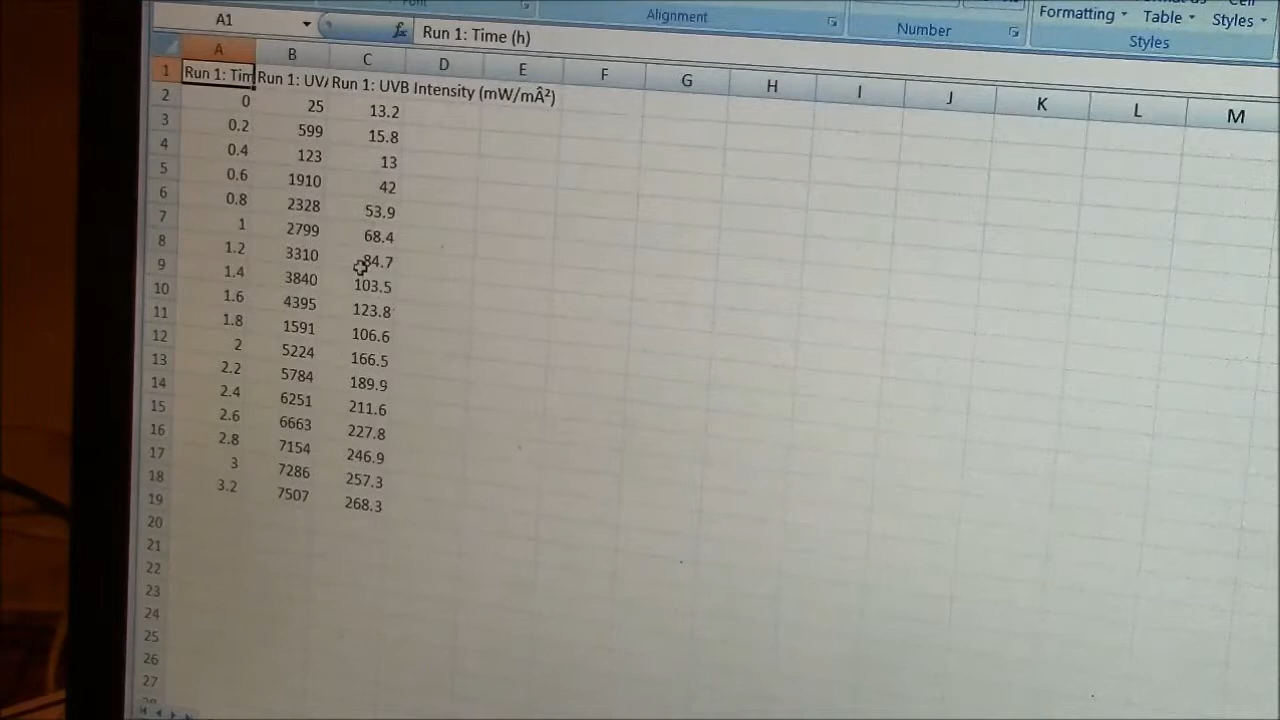 Formatting Table Styles
Alignment Number Styles
A1 fx Run 1: Time (h)
A B C D E F G H I J K L M
1 Run 1: Tim Run 1: UVA Run 1: UVB Intensity (mW/mÂ²)
2 0 25 13.2
3 0.2 599 15.8
4 0.4 123 13
5 0.6 1910 42
6 0.8 2328 53.9
7 1 2799 68.4
8 1.2 3310 84.7
9 1.4 3840 103.5
10 1.6 4395 123.8
11 1.8 1591 106.6
12 2 5224 166.5
13 2.2 5784 189.9
14 2.4 6251 211.6
15 2.6 6663 227.8
16 2.8 7154 246.9
17 3 7286 257.3
18 3.2 7507 268.3
19
20
21
22
23
24
25
26
27